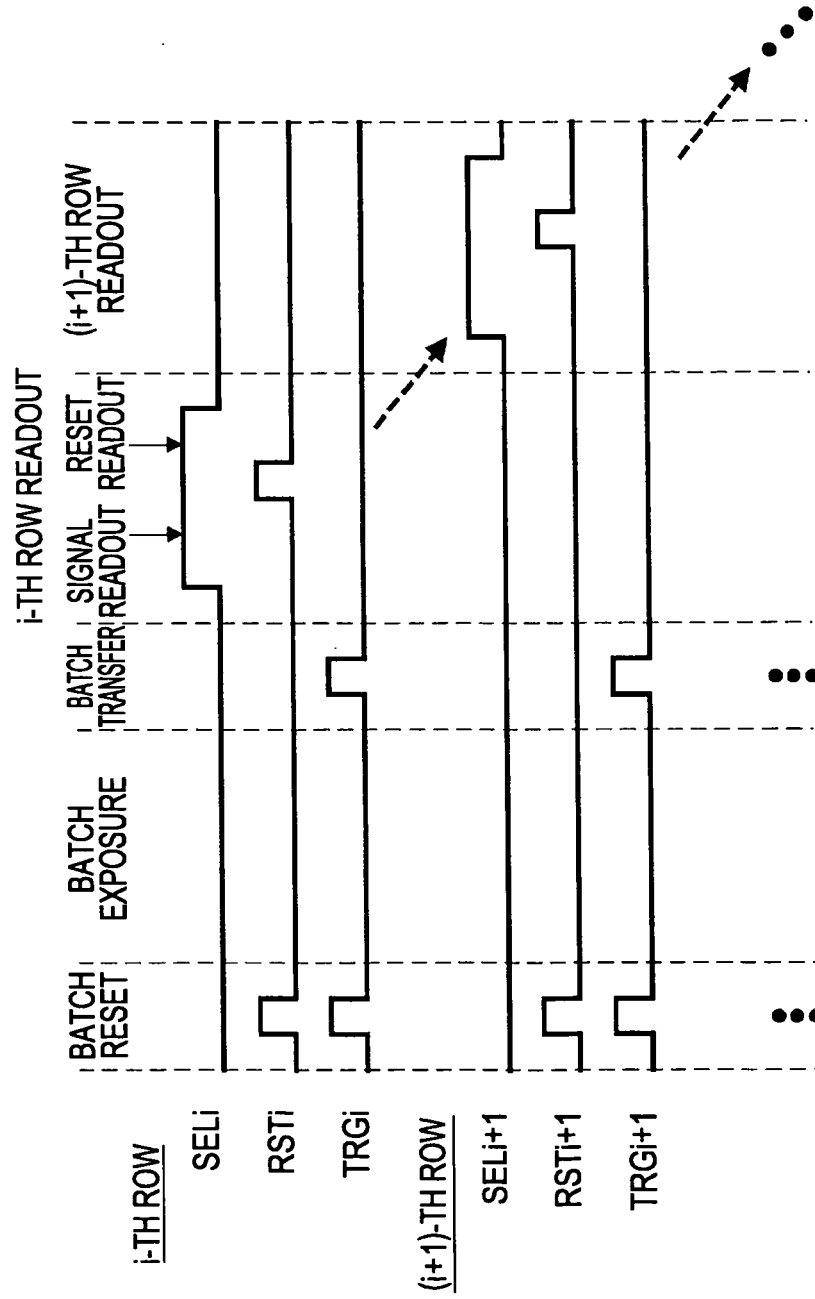 i-TH ROW READOUT
BATCH
RESET
BATCH
EXPOSURE
BATCH
TRANSFER
SIGNAL
READOUT
RESET
READOUT
(i+1)-TH ROW
READOUT
i-TH ROW
SELi
RSTi
TRGi
(i+1)-TH ROW
SELi+1
RSTi+1
TRGi+1